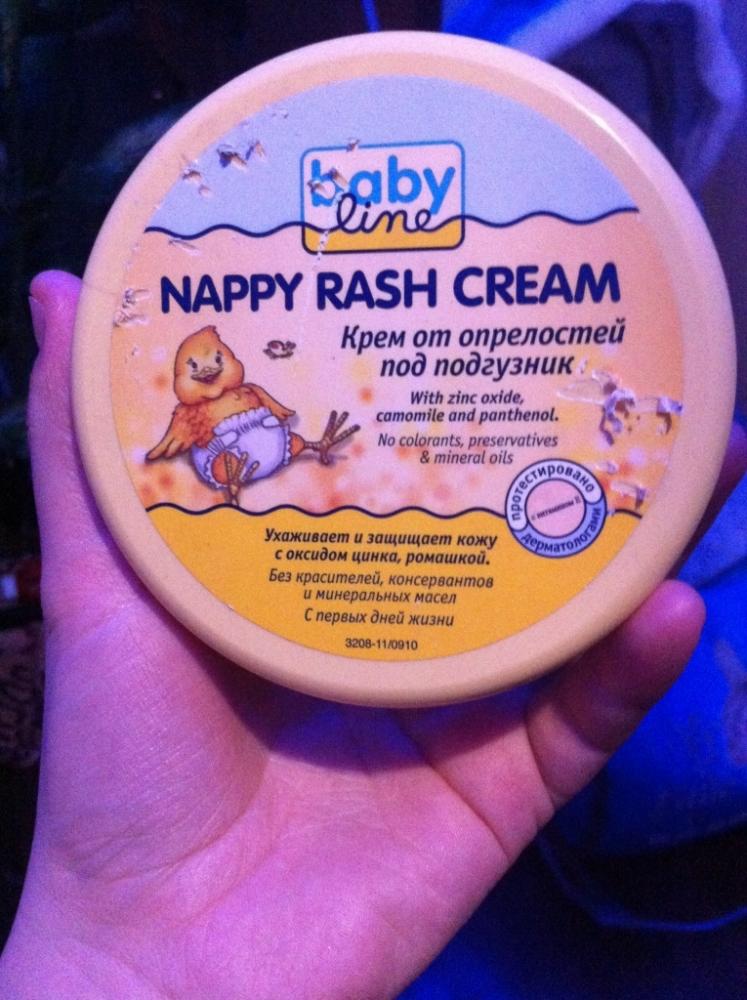 baby
line
NAPPY RASH CREAM
Крем от опрелостей
под подгузник
With zinc oxide,
camomile and panthenol.
No colorants, preservatives
& mineral oils
протестировано
с витамином Е
дерматологами
Ухаживает и защищает кожу
с оксидом цинка, ромашкой.
Без красителей, консервантов
и минеральных масел
С первых дней жизни
3208-11/0910